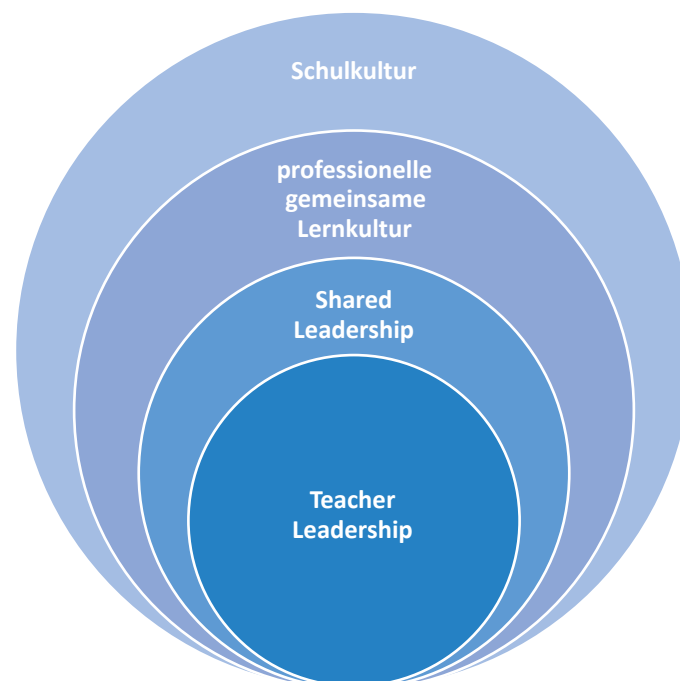 Schulkultur
professionelle
gemeinsame
Lernkultur
Shared
Leadership
Teacher
Leadership